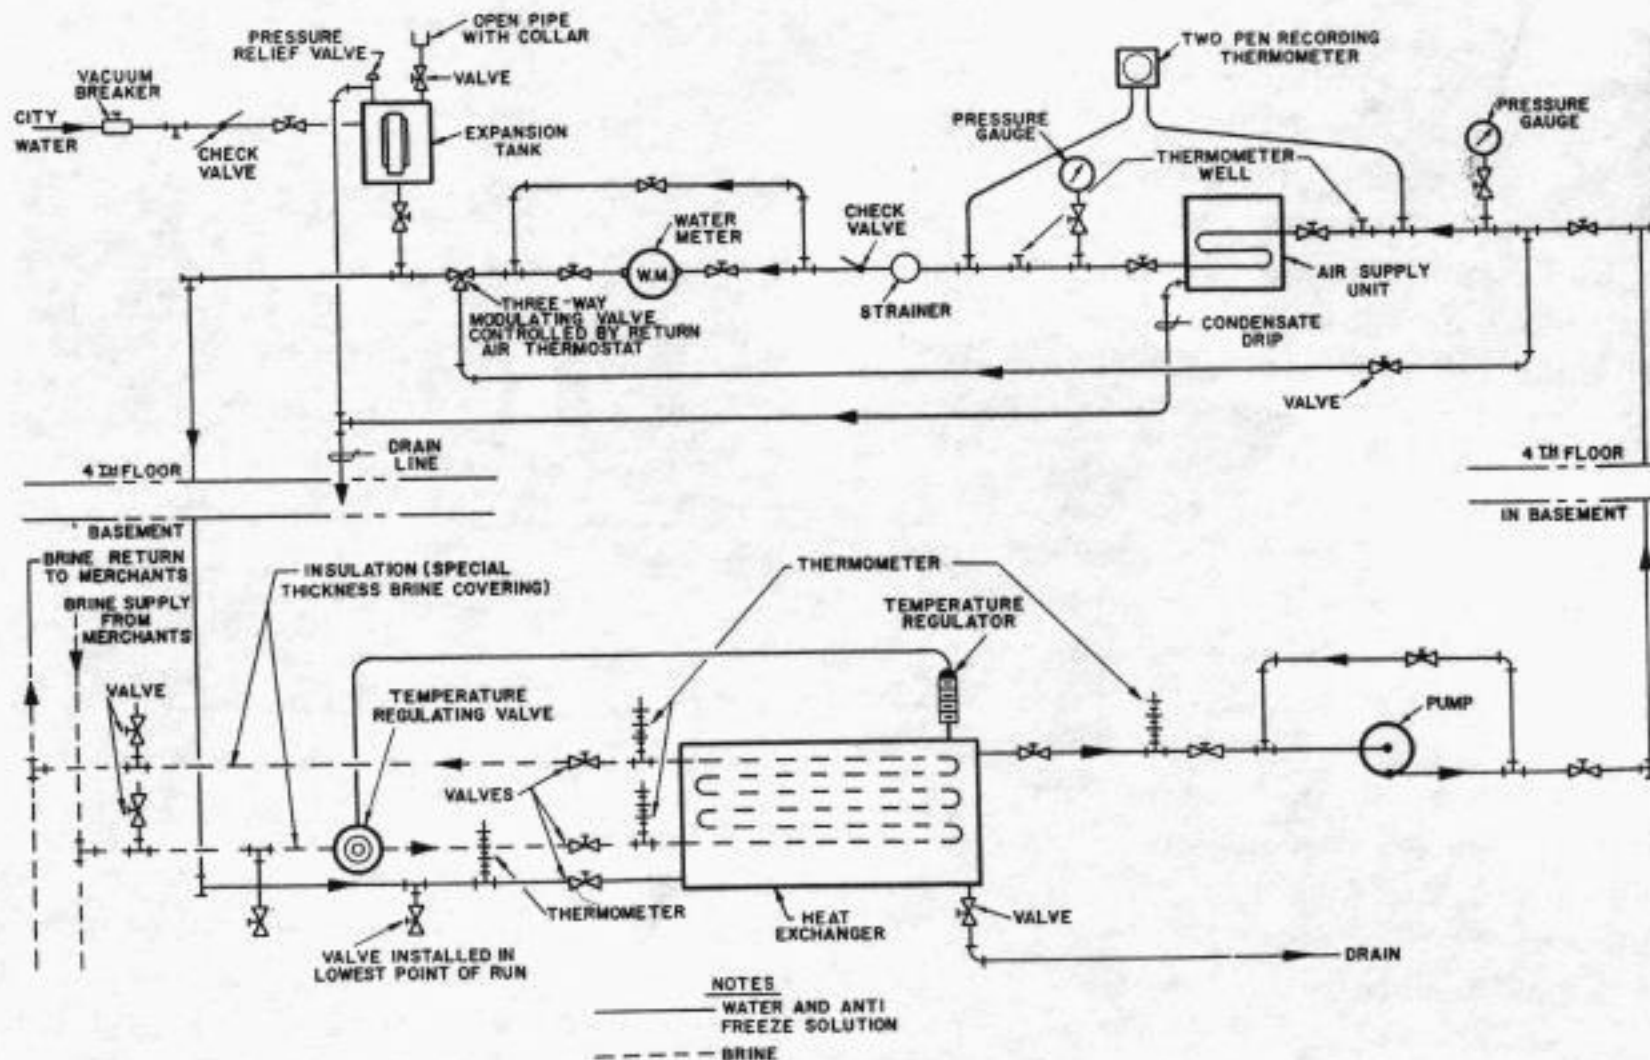 OPEN PIPE
WITH COLLAR
PRESSURE
RELIEF VALVE
VALVE
VACUUM
BREAKER
CITY
WATER
CHECK
VALVE
EXPANSION
TANK
TWO PEN RECORDING
THERMOMETER
PRESSURE
GAUGE
PRESSURE
GAUGE
THERMOMETER
WELL
WATER
METER
W.M
CHECK
VALVE
STRAINER
AIR SUPPLY
UNIT
THREE-WAY
MODULATING VALVE
CONTROLLED BY RETURN
AIR THERMOSTAT
CONDENSATE
DRIP
VALVE
DRAIN
LINE
4TH FLOOR
4TH FLOOR
BASEMENT
IN BASEMENT
BRINE RETURN
TO MERCHANTS
BRINE SUPPLY
FROM
MERCHANTS
INSULATION (SPECIAL
THICKNESS BRINE COVERING)
THERMOMETER
TEMPERATURE
REGULATOR
VALVE
TEMPERATURE
REGULATING VALVE
PUMP
VALVES
THERMOMETER
HEAT
EXCHANGER
VALVE
VALVE INSTALLED IN
LOWEST POINT OF RUN
DRAIN
NOTES
WATER AND ANTI
FREEZE SOLUTION
BRINE